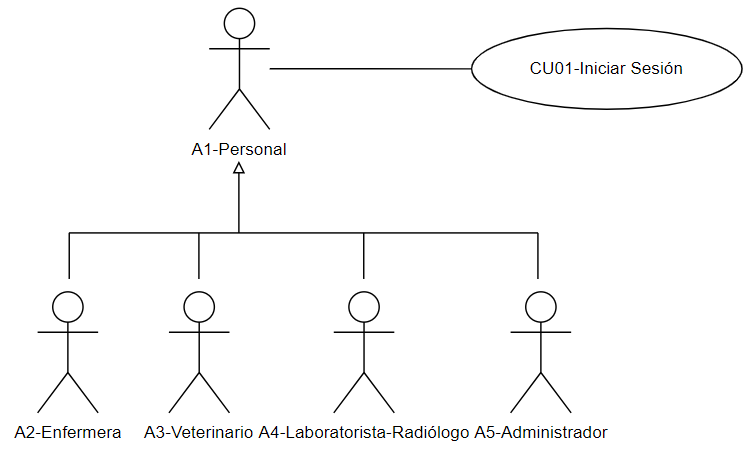 CU01-Iniciar Sesión
A1-Personal
A2-Enfermera
A3-Veterinario
A4-Laboratorista-Radiólogo
A5-Administrador